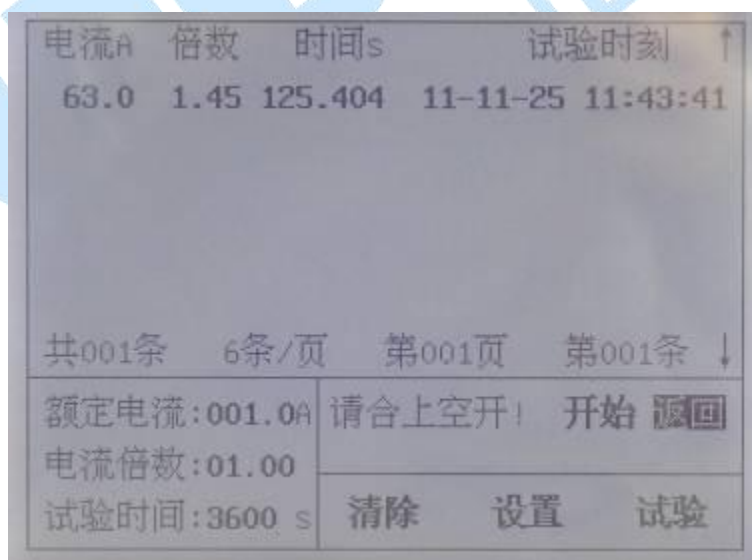 电流A 倍数 时间s 试验时刻 ↑
63.0 1.45 125.404 11-11-25 11:43:41
共001条 6条/页 第001页 第001条 ↓
额定电流:001.0A 请合上空开! 开始 返回
电流倍数:01.00
试验时间:3600 s 清除 设置 试验